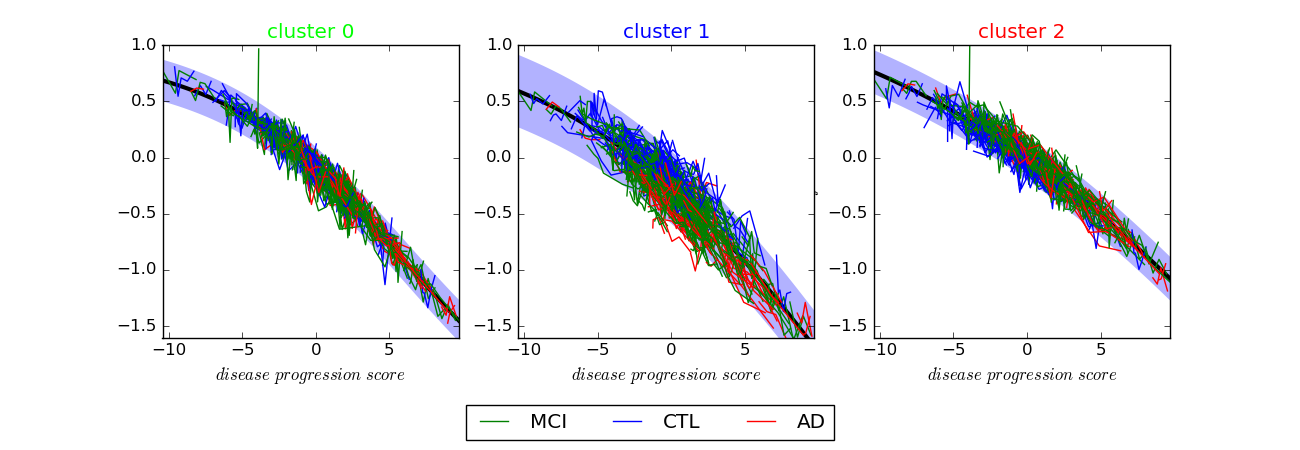 cluster 0 cluster 1 cluster 2
1.0 1.0 1.0
0.5 0.5 0.5
0.0 0.0 0.0
−0.5 −0.5 −0.5
−1.0 −1.0 −1.0
−1.5 −1.5 −1.5
−10 −5 0 5 −10 −5 0 5 −10 −5 0 5
disease progression score disease progression score disease progression score
MCI CTL AD